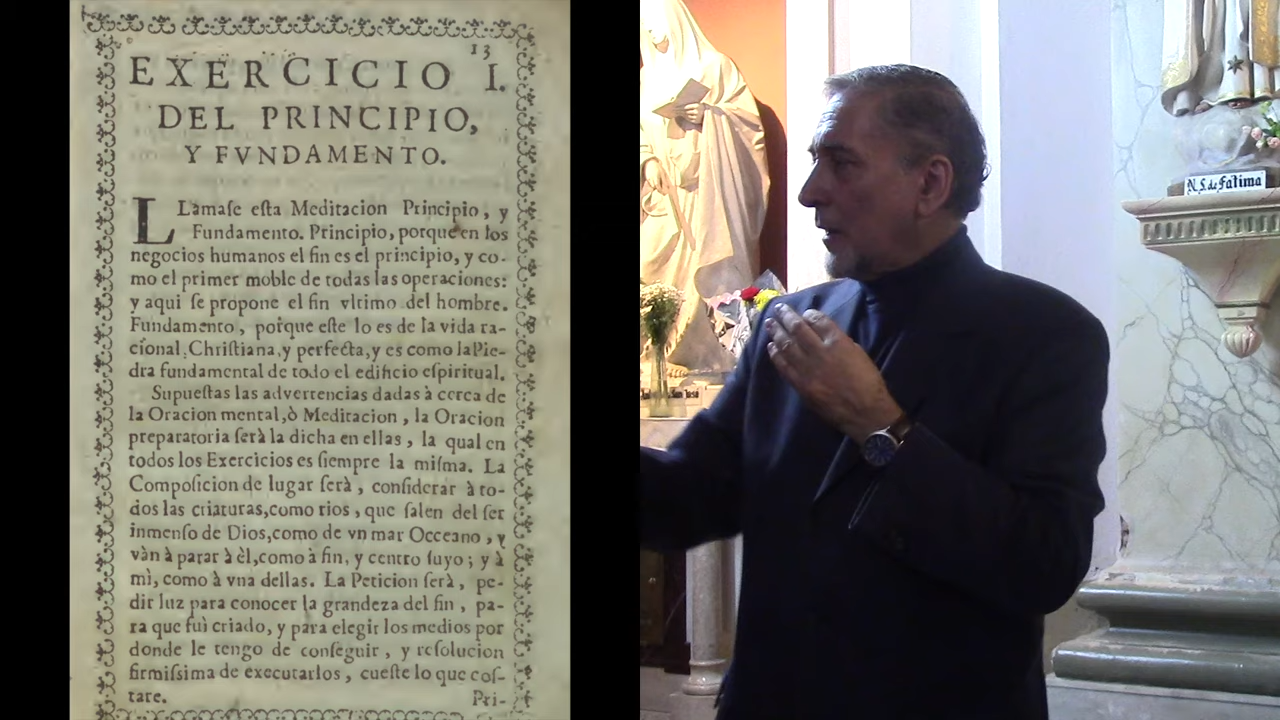 13
EXERCICIO I.
DEL PRINCIPIO,
Y FVNDAMENTO.
LLamase esta Meditacion Principio, y
Fundamento. Principio, porque en los
negocios humanos el fin es el principio, y co-
mo el primer moble de todas las operaciones:
y aqui se propone el fin vltimo del hombre.
Fundamento, porque este lo es de la vida ra-
cional, Christiana, y perfecta, y es como la Pie-
dra fundamental de todo el edificio espiritual.
Supuestas las advertencias dadas à cerca de
la Oracion mental, ò Meditacion, la Oracion
preparatoria serà la dicha en ellas, la qual en
todos los Exercicios es siempre la misma. La
Composicion de lugar serà, considerar à to-
dos las criaturas, como rios, que salen del ser
inmenso de Dios, como de vn mar Occeano, y
vàn à parar à èl, como à fin, y centro suyo; y à
mì, como à vna dellas. La Peticion serà, pe-
dir luz para conocer la grandeza del fin, pa-
ra que fui criado, y para elegir los medios por
donde le tengo de conseguir, y resolucion
firmissima de executarlos, cueste lo que cos-
tare. Pri-
N. S. de Fátima
San José